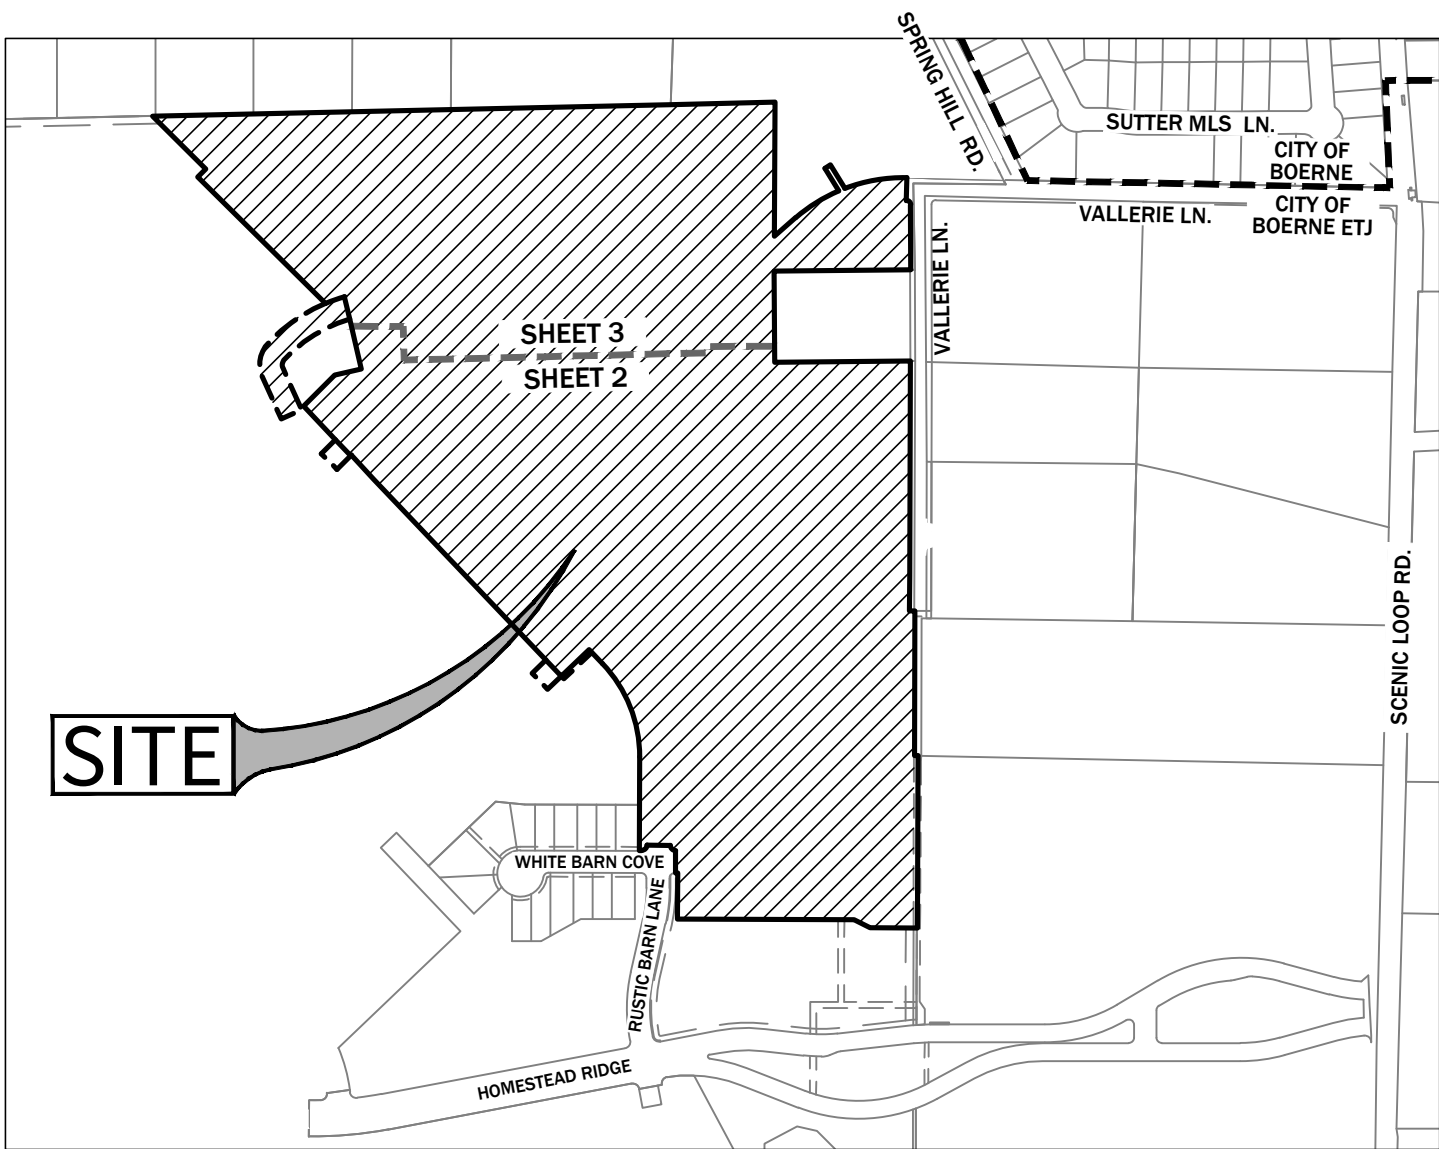 SPRING HILL RD.
SUTTER MLS LN.
CITY OF
BOERNE
VALLERIE LN.
CITY OF
BOERNE ETJ
VALLERIE LN.
SHEET 3
SHEET 2
SCENIC LOOP RD.
SITE
WHITE BARN COVE
RUSTIC BARN LANE
HOMESTEAD RIDGE